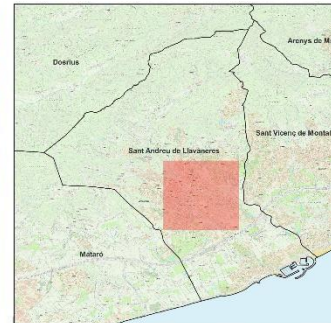 Arenys de M
Dosrius
Sant Vicenç de Montal
Sant Andreu de Llavaneres
Mataró